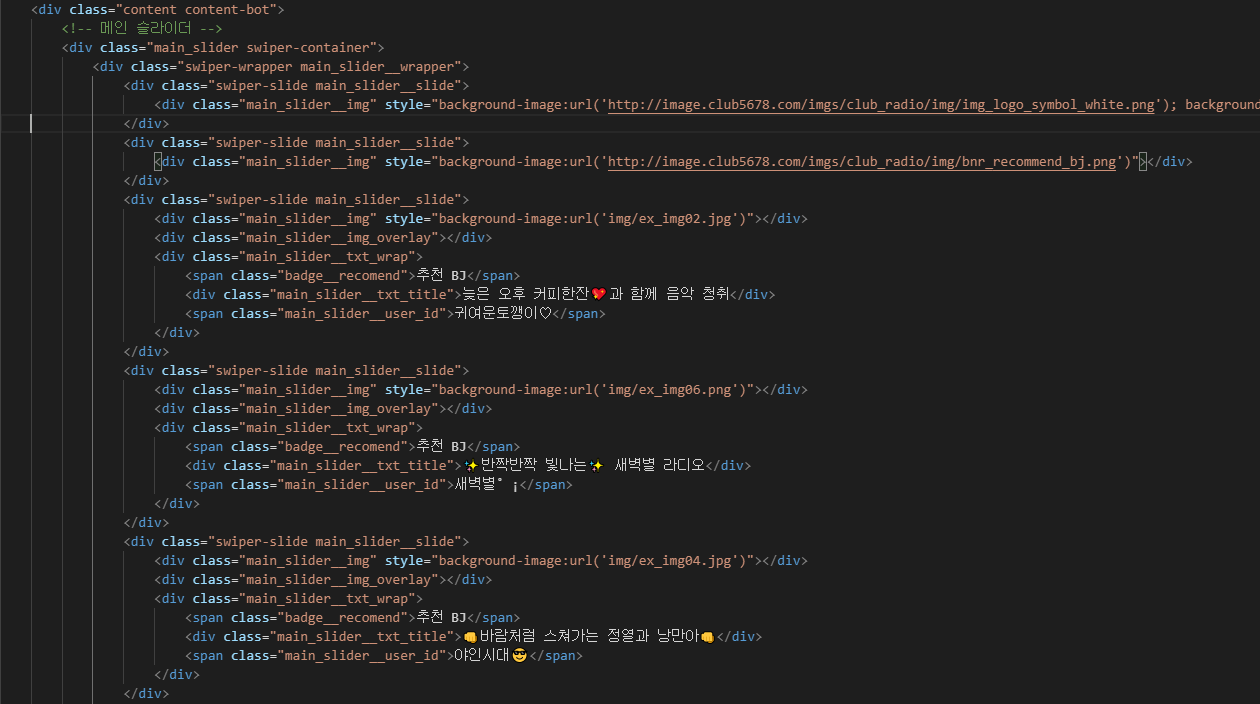 <div class="content content-bot">
<!-- 메인 슬라이더 -->
<div class="main_slider swiper-container">
<div class="swiper-wrapper main_slider__wrapper">
<div class="swiper-slide main_slider__slide">
<div class="main_slider__img" style="background-image:url('http://image.club5678.com/imgs/club_radio/img/img_logo_symbol_white.png'); background
</div>
<div class="swiper-slide main_slider__slide">
<div class="main_slider__img" style="background-image:url('http://image.club5678.com/imgs/club_radio/img/bnr_recommend_bj.png')"></div>
</div>
<div class="swiper-slide main_slider__slide">
<div class="main_slider__img" style="background-image:url('img/ex_img02.jpg')"></div>
<div class="main_slider__img_overlay"></div>
<div class="main_slider__txt_wrap">
<span class="badge__recomend">추천 BJ</span>
<div class="main_slider__txt_title">늦은 오후 커피한잔💖과 함께 음악 청취</div>
<span class="main_slider__user_id">귀여운토깽이♡</span>
</div>
</div>
<div class="swiper-slide main_slider__slide">
<div class="main_slider__img" style="background-image:url('img/ex_img06.png')"></div>
<div class="main_slider__img_overlay"></div>
<div class="main_slider__txt_wrap">
<span class="badge__recomend">추천 BJ</span>
<div class="main_slider__txt_title">✨반짝반짝 빛나는✨ 새벽별 라디오</div>
<span class="main_slider__user_id">새벽별° ¡</span>
</div>
</div>
<div class="swiper-slide main_slider__slide">
<div class="main_slider__img" style="background-image:url('img/ex_img04.jpg')"></div>
<div class="main_slider__img_overlay"></div>
<div class="main_slider__txt_wrap">
<span class="badge__recomend">추천 BJ</span>
<div class="main_slider__txt_title">👊바람처럼 스쳐가는 정열과 낭만아👊</div>
<span class="main_slider__user_id">야인시대😎</span>
</div>
</div>